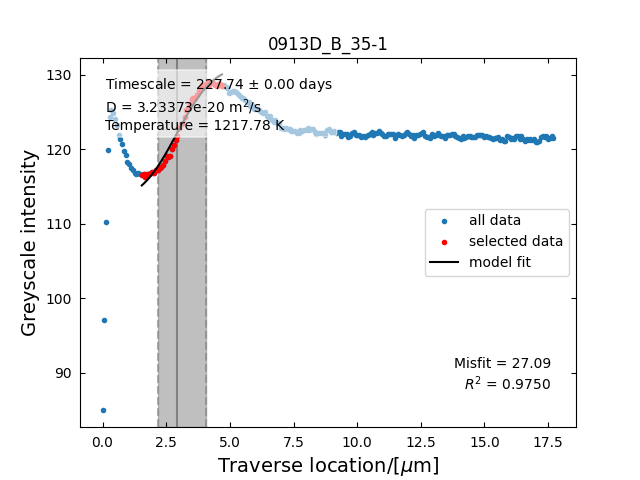 0913D_B_35-1
Timescale = 227.74 ± 0.00 days
D = 3.23373e-20 m²/s
Temperature = 1217.78 K
130
120
110
100
90
Greyscale intensity
all data
selected data
model fit
Misfit = 27.09
R² = 0.9750
0.0 2.5 5.0 7.5 10.0 12.5 15.0 17.5
Traverse location/[μm]